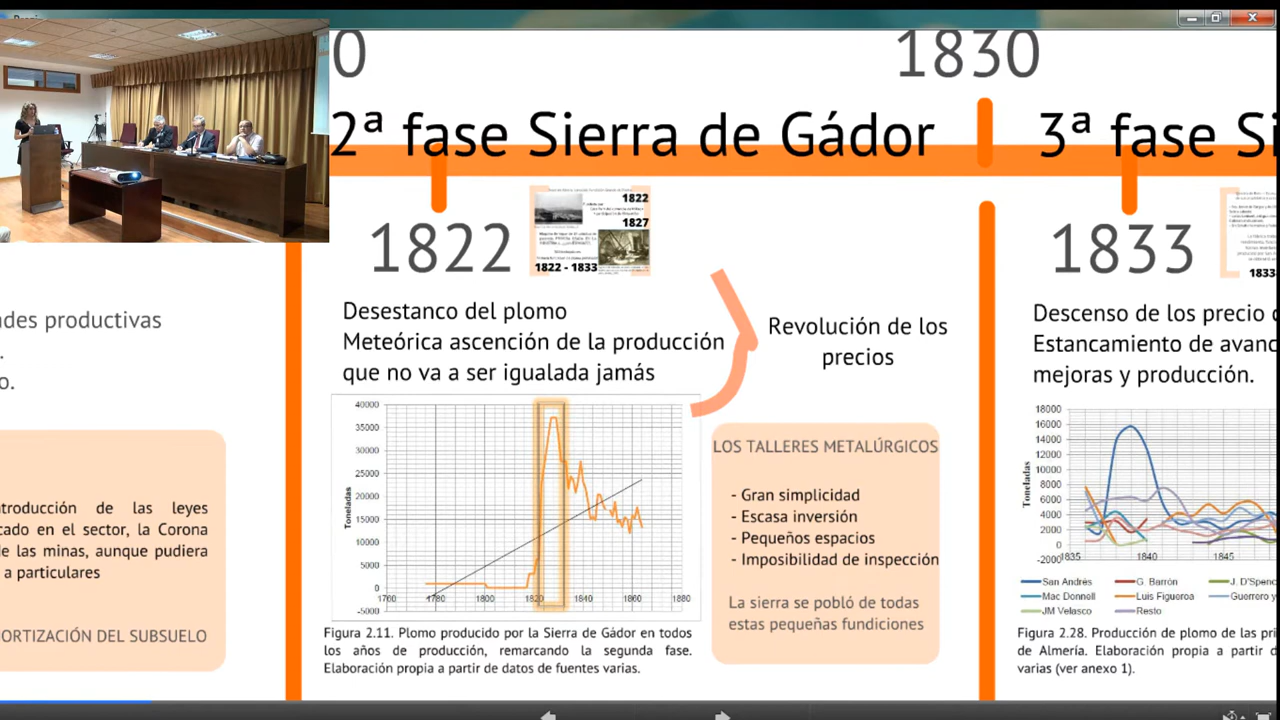 0
1830
2ª fase Sierra de Gádor
3ª fase Si
1822
1822
1827
1822 - 1833
1833
1833
ades productivas
.
o.
Desestanco del plomo
Meteórica ascención de la producción
que no va a ser igualada jamás
Revolución de los
precios
Descenso de los precio
Estancamiento de avanc
mejoras y producción.
ntroducción de las leyes
cado en el sector, la Corona
de las minas, aunque pudiera
a particulares
MORTIZACIÓN DEL SUBSUELO
40000
35000
30000
25000
20000
15000
10000
5000
0
-5000
Toneladas
1760
1780
1800
1820
1840
1860
1880
Figura 2.11. Plomo producido por la Sierra de Gádor en todos
los años de producción, remarcando la segunda fase.
Elaboración propia a partir de datos de fuentes varias.
LOS TALLERES METALÚRGICOS
- Gran simplicidad
- Escasa inversión
- Pequeños espacios
- Imposibilidad de inspección
La sierra se pobló de todas
estas pequeñas fundiciones
18000
16000
14000
12000
10000
8000
6000
4000
2000
0
-2000
Toneladas
1835
1840
1845
San Andrés
G. Barrón
J. D'Spenc
Mac Donnell
Luis Figueroa
Guerrero y
JM Velasco
Resto
Figura 2.28. Producción de plomo de las pri
de Almería. Elaboración propia a partir d
varias (ver anexo 1).